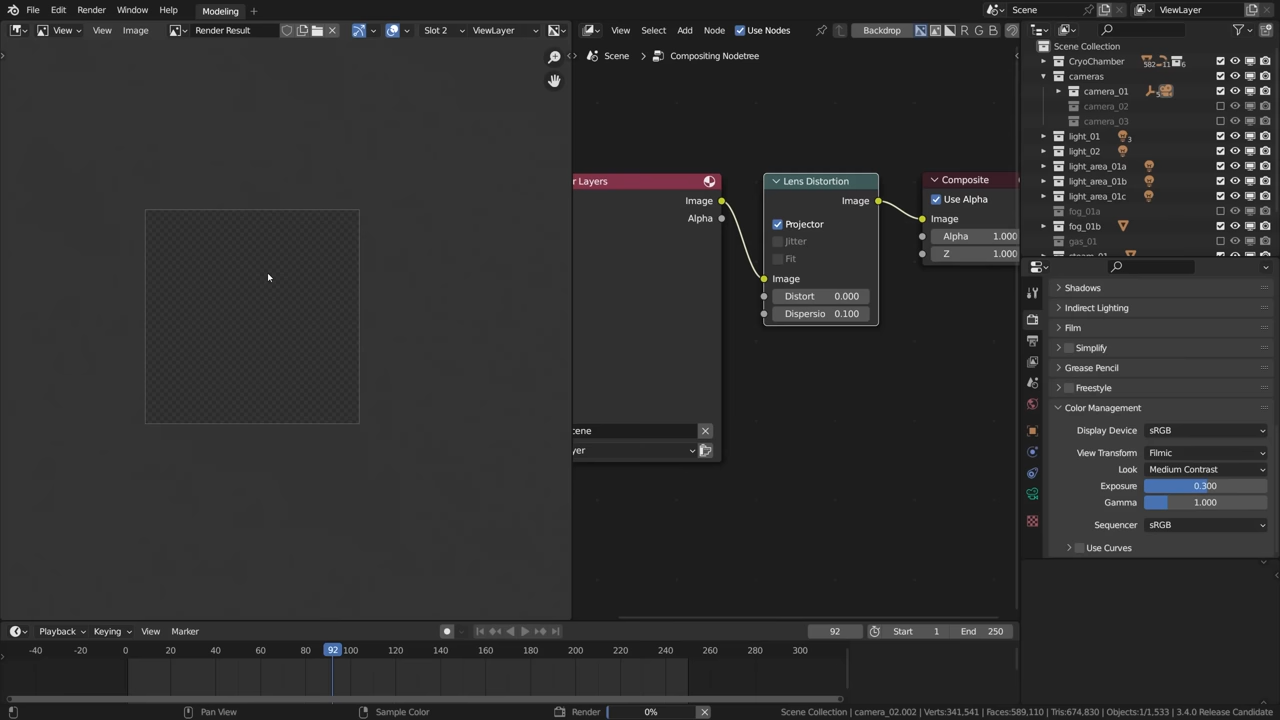 File Edit Render Window Help Modeling Scene ViewLayer
View View Image Render Result Slot 2 ViewLayer
View Select Add Node Use Nodes Backdrop R G B
Scene > Compositing Nodetree
Scene Collection
CryoChamber 582 11 6
cameras
camera_01 5
camera_02
camera_03
light_01 3
light_02
light_area_01a
light_area_01b
light_area_01c
fog_01a
fog_01b
gas_01
r Layers
Image
Alpha
cene
yer
Lens Distortion
Image
Projector
Jitter
Fit
Image
Distort 0.000
Dispersio 0.100
Composite
Use Alpha
Image
Alpha 1.000
Z 1.000
Shadows
Indirect Lighting
Film
Simplify
Grease Pencil
Freestyle
Color Management
Display Device sRGB
View Transform Filmic
Look Medium Contrast
Exposure 0.300
Gamma 1.000
Sequencer sRGB
Use Curves
Playback Keying View Marker 92 Start 1 End 250
-40 -20 0 20 40 60 80 92 100 120 140 160 180 200 220 240 260 280 300
Pan View Sample Color Render 0% Scene Collection | camera_02.002 | Verts:341,541 | Faces:589,110 | Tris:674,830 | Objects:1/1,533 | 3.4.0 Release Candidate